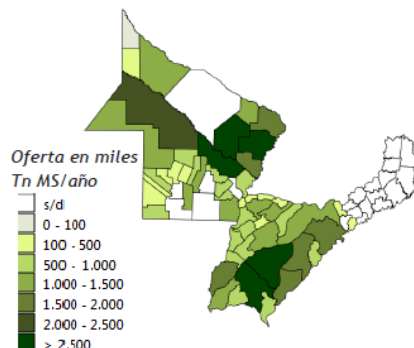 Oferta en miles
Tn MS/año
s/d
0 - 100
100 - 500
500 - 1.000
1.000 - 1.500
1.500 - 2.000
2.000 - 2.500
> 2.500